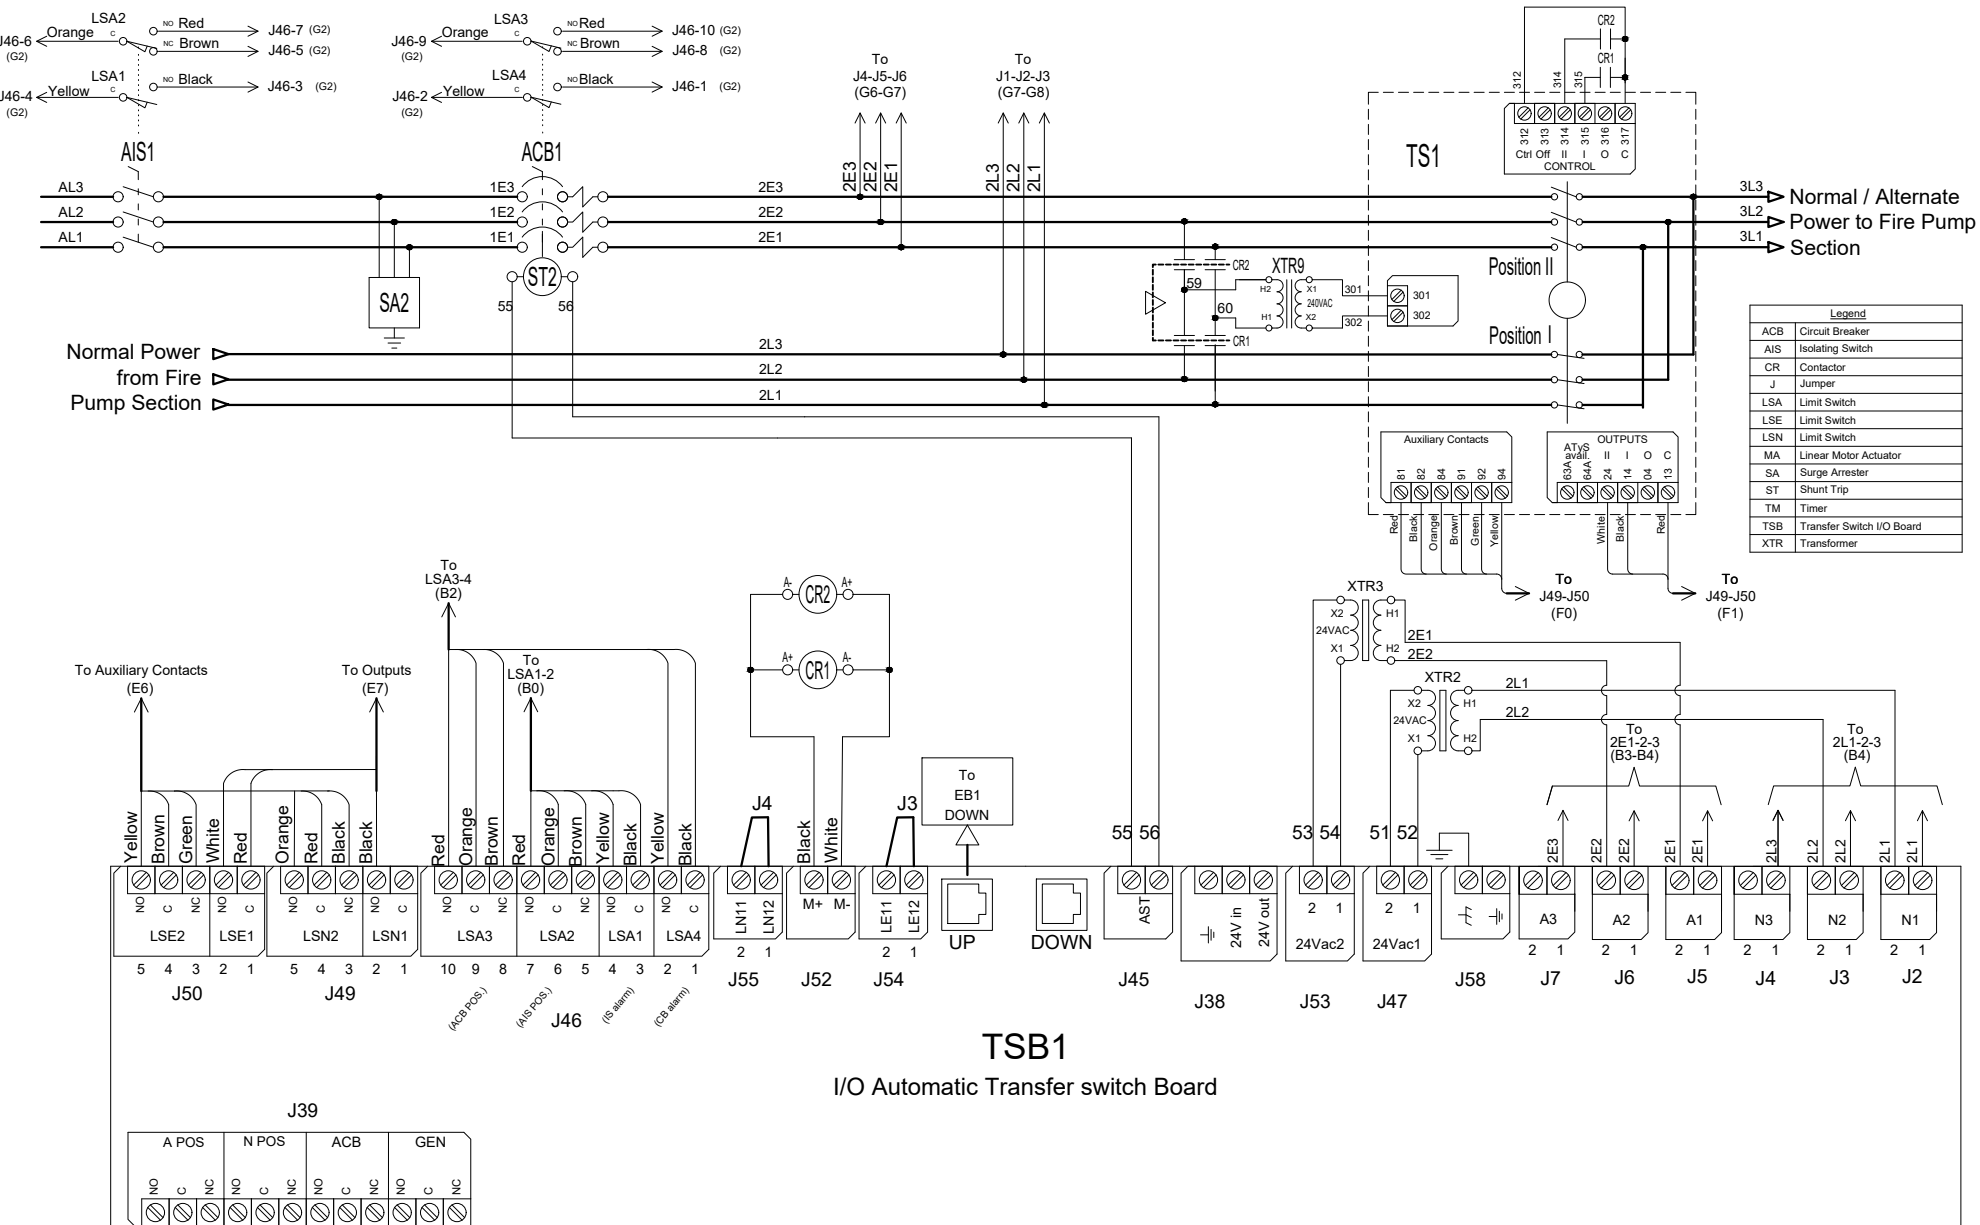 LSA2
Orange
C
NO Red
NC Brown
J46-7 (G2)
J46-5 (G2)
J46-6
(G2)
LSA1
Yellow
C
NO Black
J46-3 (G2)
J46-4
(G2)
AIS1
LSA3
Orange
C
NO Red
NC Brown
J46-10 (G2)
J46-8 (G2)
J46-9
(G2)
LSA4
Yellow
C
NO Black
J46-1 (G2)
J46-2
(G2)
ACB1
To
J4-J5-J6
(G6-G7)
2E3
2E2
2E1
To
J1-J2-J3
(G7-G8)
2L3
2L2
2L1
CR2
CR1
312
314
315
312
313
314
315
316
317
Ctrl Off II I O C
CONTROL
TS1
AL3
AL2
AL1
1E3
1E2
1E1
2E3
2E2
2E1
3L3
3L2
3L1
Normal / Alternate
Power to Fire Pump
Section
SA2
ST2
55
56
CR2
59
60
CR1
XTR9
H2
H1
X1
240VAC
X2
301
302
301
302
Position II
Position I
Normal Power
from Fire
Pump Section
2L3
2L2
2L1
Legend
ACB Circuit Breaker
AIS Isolating Switch
CR Contactor
J Jumper
LSA Limit Switch
LSE Limit Switch
LSN Limit Switch
MA Linear Motor Actuator
SA Surge Arrester
ST Shunt Trip
TM Timer
TSB Transfer Switch I/O Board
XTR Transformer
Auxiliary Contacts
81
82
84
91
92
94
Red
Black
Orange
Brown
Green
Yellow
To
J49-J50
(F0)
OUTPUTS
ATyS
avail.
II I O C
63A
64A
24
14
04
13
White
Black
Red
To
J49-J50
(F1)
To
LSA3-4
(B2)
To
LSA1-2
(B0)
To Auxiliary Contacts
(E6)
To Outputs
(E7)
A- CR2 A+
A+ CR1 A-
XTR3
X2
24VAC
X1
H1
H2
2E1
2E2
XTR2
X2
24VAC
X1
H1
H2
2L1
2L2
To
2E1-2-3
(B3-B4)
To
2L1-2-3
(B4)
To
EB1
DOWN
Yellow
Brown
Green
White
Red
Orange
Red
Black
Black
Red
Orange
Brown
Red
Orange
Brown
Yellow
Black
Yellow
Black
J4
Black
White
J3
55
56
53
54
51
52
2E3
2E2
2E2
2E1
2E1
2L3
2L2
2L2
2L1
2L1
NO C NC NO C
LSE2 LSE1
5 4 3 2 1
J50
NO C NC NO C
LSN2 LSN1
5 4 3 2 1
J49
NO C NC NO C NC NO C NO C
LSA3 LSA2 LSA1 LSA4
10 9 8 7 6 5 4 3 2 1
(ACB POS.)
(AIS POS.)
(IS alarm)
(CB alarm)
J46
LN11
LN12
2 1
J55
M+ M-
J52
LE11
LE12
2 1
J54
UP
DOWN
AST
J45
24V in
24V out
J38
2 1
24Vac2
J53
2 1
24Vac1
J47
J58
A3
2 1
J7
A2
2 1
J6
A1
2 1
J5
N3
2 1
J4
N2
2 1
J3
N1
2 1
J2
TSB1
I/O Automatic Transfer switch Board
J39
A POS N POS ACB GEN
NO C NC NO C NC NO C NC NO C NC